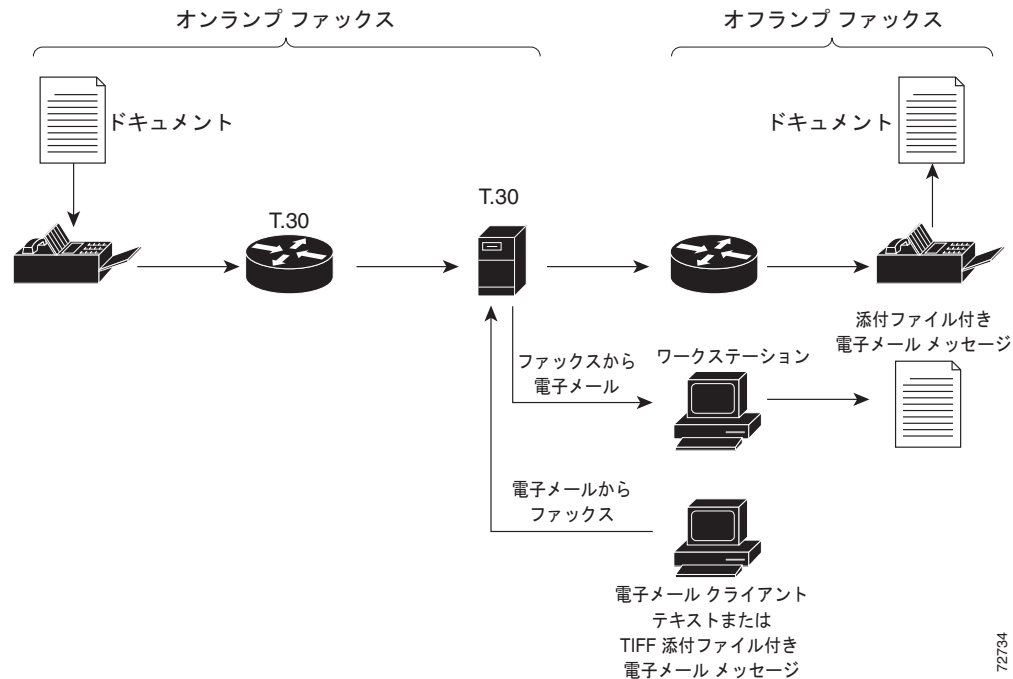 オンランプ ファックス
オフランプ ファックス
ドキュメント
ドキュメント
T.30
T.30
添付ファイル付き
電子メール メッセージ
ファックスから
電子メール
ワークステーション
電子メールから
ファックス
電子メール クライアント
テキストまたは
TIFF 添付ファイル付き
電子メール メッセージ
72734